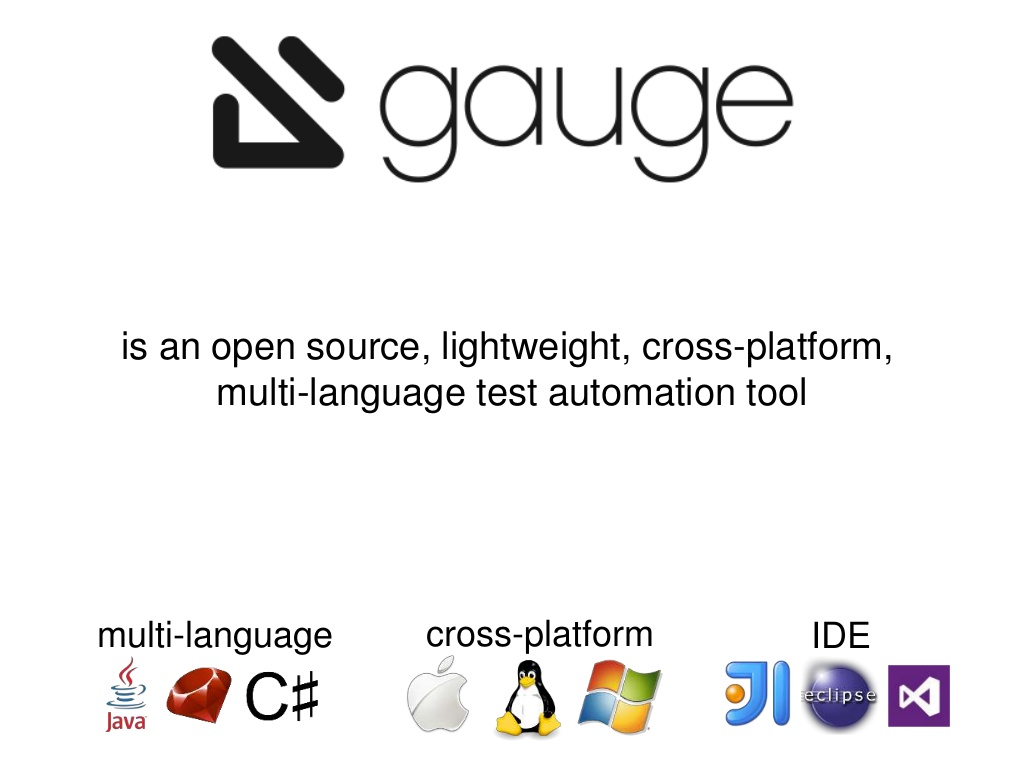 gauge
is an open source, lightweight, cross-platform,
multi-language test automation tool
multi-language
cross-platform
IDE
Java
C#
eclipse